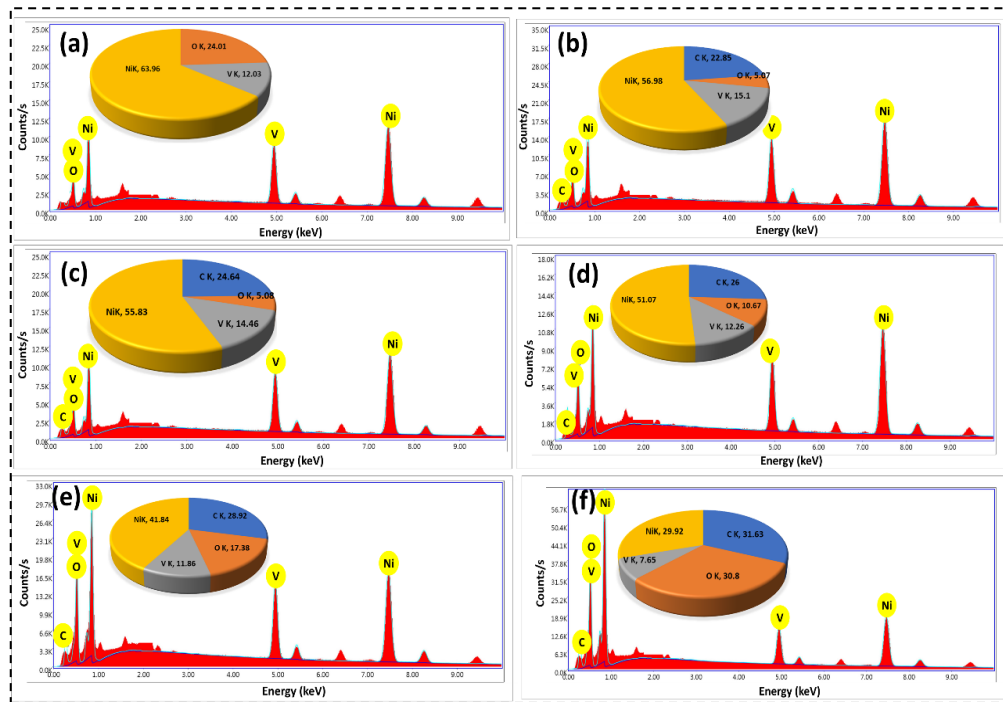 (a)
25.0K
22.5K
20.0K
17.5K
15.0K
12.5K
10.0K
7.5K
5.0K
2.5K
0.0K
Counts/s
O K, 24.01
V K, 12.03
NiK, 63.96
V
O
Ni
V
Ni
0.00 1.00 2.00 3.00 4.00 5.00 6.00 7.00 8.00 9.00
Energy (keV)
(b)
35.0K
31.5K
28.0K
24.5K
21.0K
17.5K
14.0K
10.5K
7.0K
3.5K
0.0K
Counts/s
C K, 22.85
O K, 5.07
V K, 15.1
NiK, 56.98
C
V
O
Ni
V
Ni
0.00 1.00 2.00 3.00 4.00 5.00 6.00 7.00 8.00 9.00
Energy (keV)
(c)
25.0K
22.5K
20.0K
17.5K
15.0K
12.5K
10.0K
7.5K
5.0K
2.5K
0.0K
Counts/s
C K, 24.64
O K, 5.08
V K, 14.46
NiK, 55.83
C
V
O
Ni
V
Ni
0.00 1.00 2.00 3.00 4.00 5.00 6.00 7.00 8.00 9.00
Energy (keV)
(d)
18.0K
16.2K
14.4K
12.6K
10.8K
9.0K
7.2K
5.4K
3.6K
1.8K
0.0K
Counts/s
C K, 26
O K, 10.67
V K, 12.26
NiK, 51.07
C
O
V
Ni
V
Ni
0.00 1.00 2.00 3.00 4.00 5.00 6.00 7.00 8.00 9.00
Energy (keV)
(e)
33.0K
29.7K
26.4K
23.1K
19.8K
16.5K
13.2K
9.9K
6.6K
3.3K
0.0K
Counts/s
C K, 28.92
O K, 17.38
V K, 11.86
NiK, 41.84
C
V
O
Ni
V
Ni
0.00 1.00 2.00 3.00 4.00 5.00 6.00 7.00 8.00 9.00
Energy (keV)
(f)
56.7K
50.4K
44.1K
37.8K
31.5K
25.2K
18.9K
12.6K
6.3K
0.0K
Counts/s
C K, 31.63
O K, 30.8
V K, 7.65
NiK, 29.92
C
O
V
Ni
V
Ni
0.00 1.00 2.00 3.00 4.00 5.00 6.00 7.00 8.00 9.00
Energy (keV)